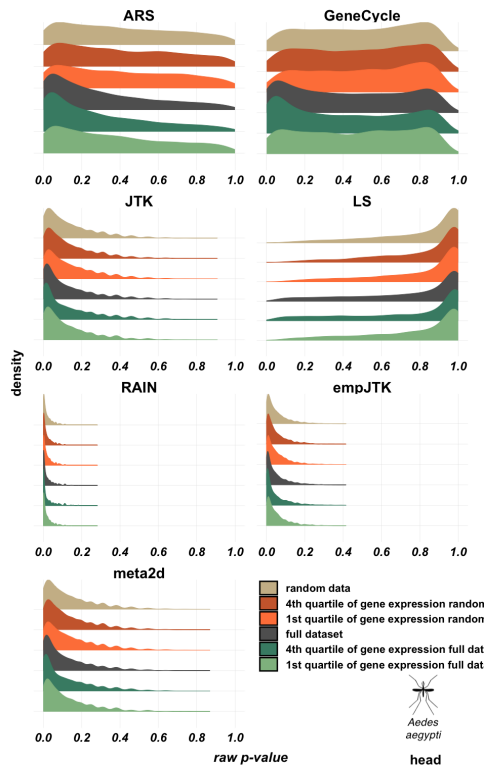 ARS
GeneCycle
0.0 0.2 0.4 0.6 0.8 1.0
0.0 0.2 0.4 0.6 0.8 1.0
JTK
LS
0.0 0.2 0.4 0.6 0.8 1.0
0.0 0.2 0.4 0.6 0.8 1.0
density
RAIN
empJTK
0.0 0.2 0.4 0.6 0.8 1.0
0.0 0.2 0.4 0.6 0.8 1.0
meta2d
0.0 0.2 0.4 0.6 0.8 1.0
raw p-value
random data
4th quartile of gene expression random
1st quartile of gene expression random
full dataset
4th quartile of gene expression full dat
1st quartile of gene expression full dat
Aedes
aegypti
head